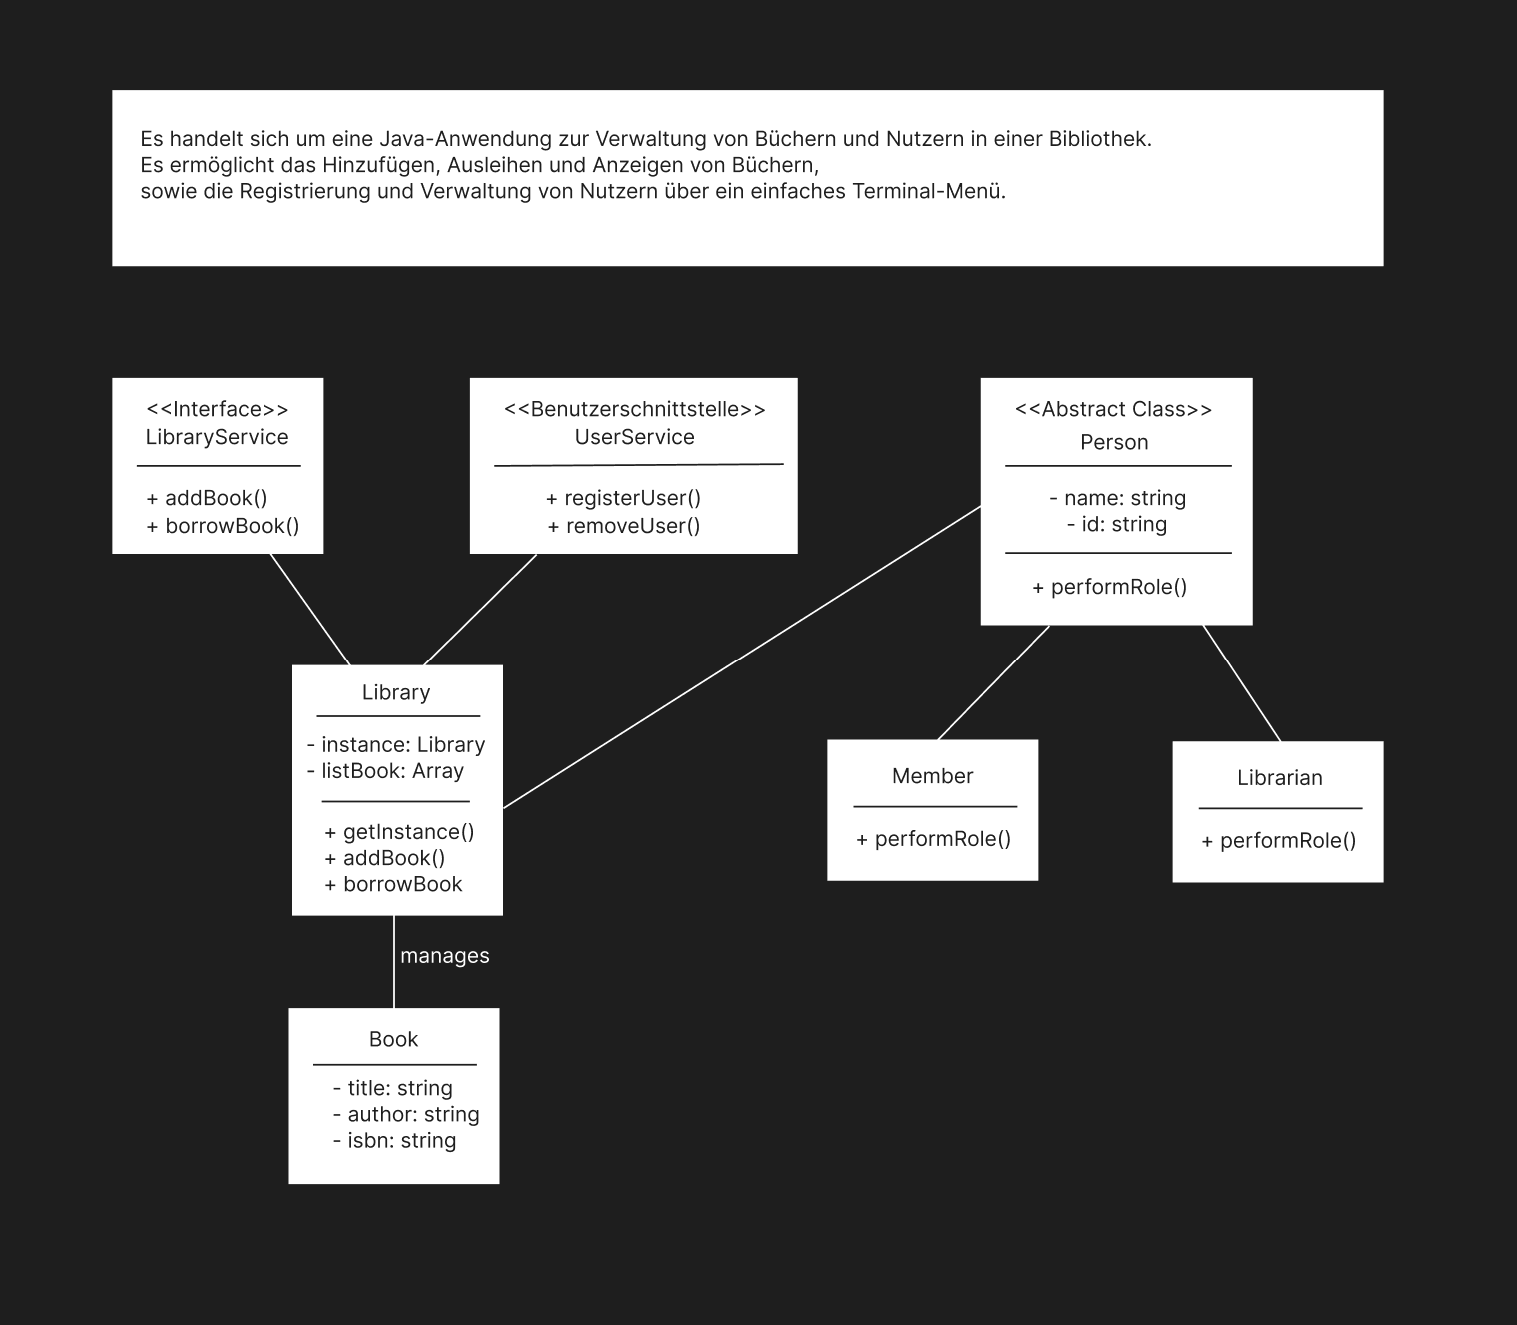 Es handelt sich um eine Java-Anwendung zur Verwaltung von Büchern und Nutzern in einer Bibliothek.
Es ermöglicht das Hinzufügen, Ausleihen und Anzeigen von Büchern,
sowie die Registrierung und Verwaltung von Nutzern über ein einfaches Terminal-Menü.
<<Interface>>
LibraryService
+ addBook()
+ borrowBook()
<<Benutzerschnittstelle>>
UserService
+ registerUser()
+ removeUser()
<<Abstract Class>>
Person
- name: string
- id: string
+ performRole()
Library
- instance: Library
- listBook: Array
+ getInstance()
+ addBook()
+ borrowBook
Member
+ performRole()
Librarian
+ performRole()
manages
Book
- title: string
- author: string
- isbn: string